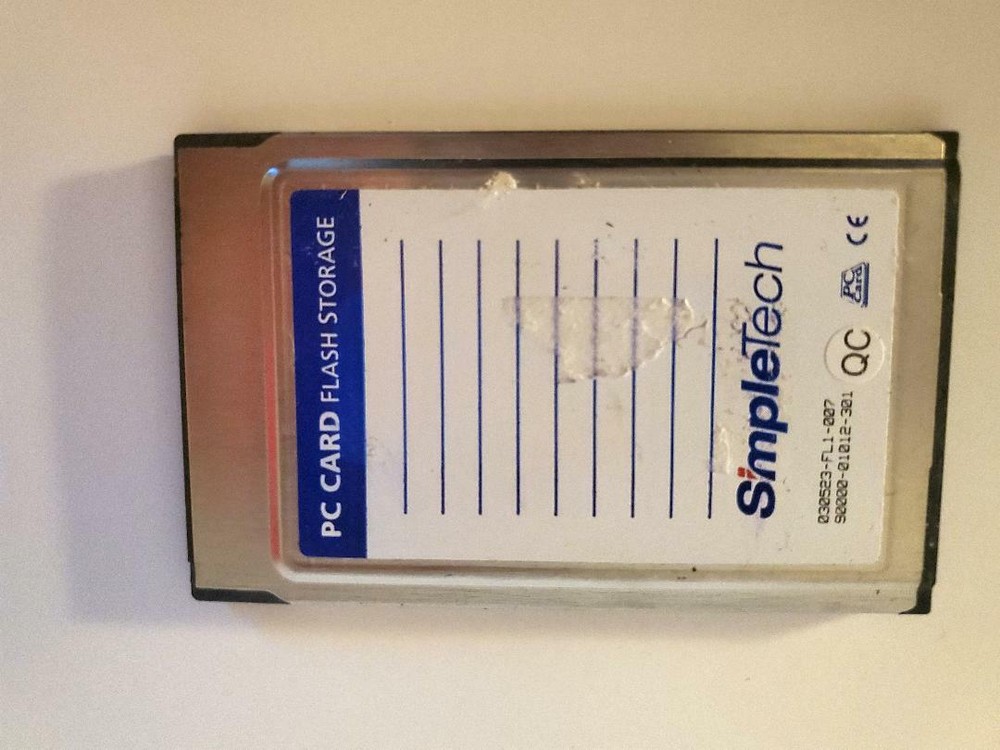 PC CARD FLASH STORAGE
SimpleTech
030523-FL1-007
90000-01012-301
QC
PC Card
CE